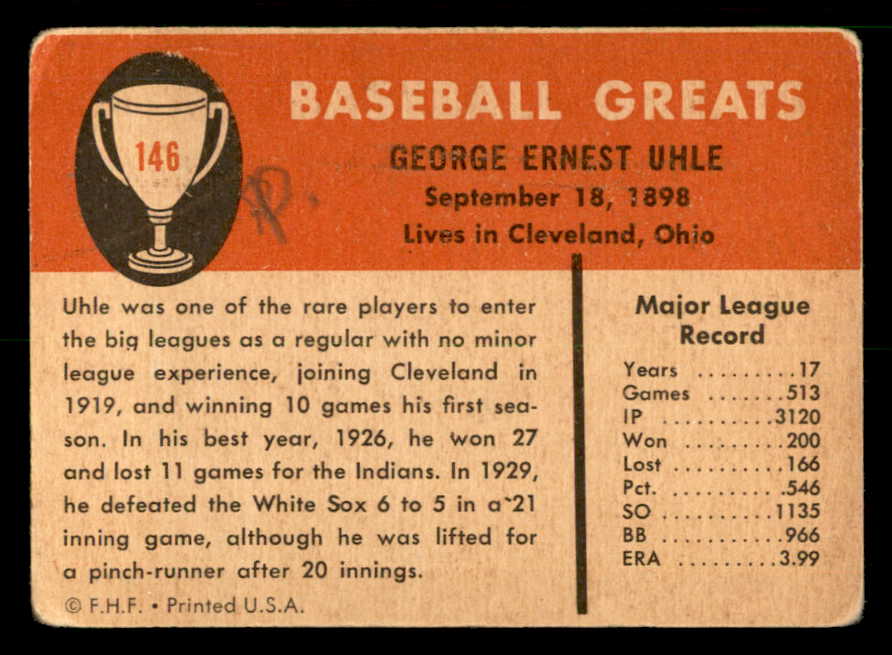 146
BASEBALL GREATS
GEORGE ERNEST UHLE
September 18, 1898
Lives in Cleveland, Ohio
P.
Uhle was one of the rare players to enter
the big leagues as a regular with no minor
league experience, joining Cleveland in
1919, and winning 10 games his first sea-
son. In his best year, 1926, he won 27
and lost 11 games for the Indians. In 1929,
he defeated the White Sox 6 to 5 in a 21
inning game, although he was lifted for
a pinch-runner after 20 innings.
© F.H.F. • Printed U.S.A.
Major League
Record
Years .........17
Games .......513
IP ..........3120
Won .........200
Lost .........166
Pct. .........546
SO .........1135
BB ..........966
ERA ........3.99